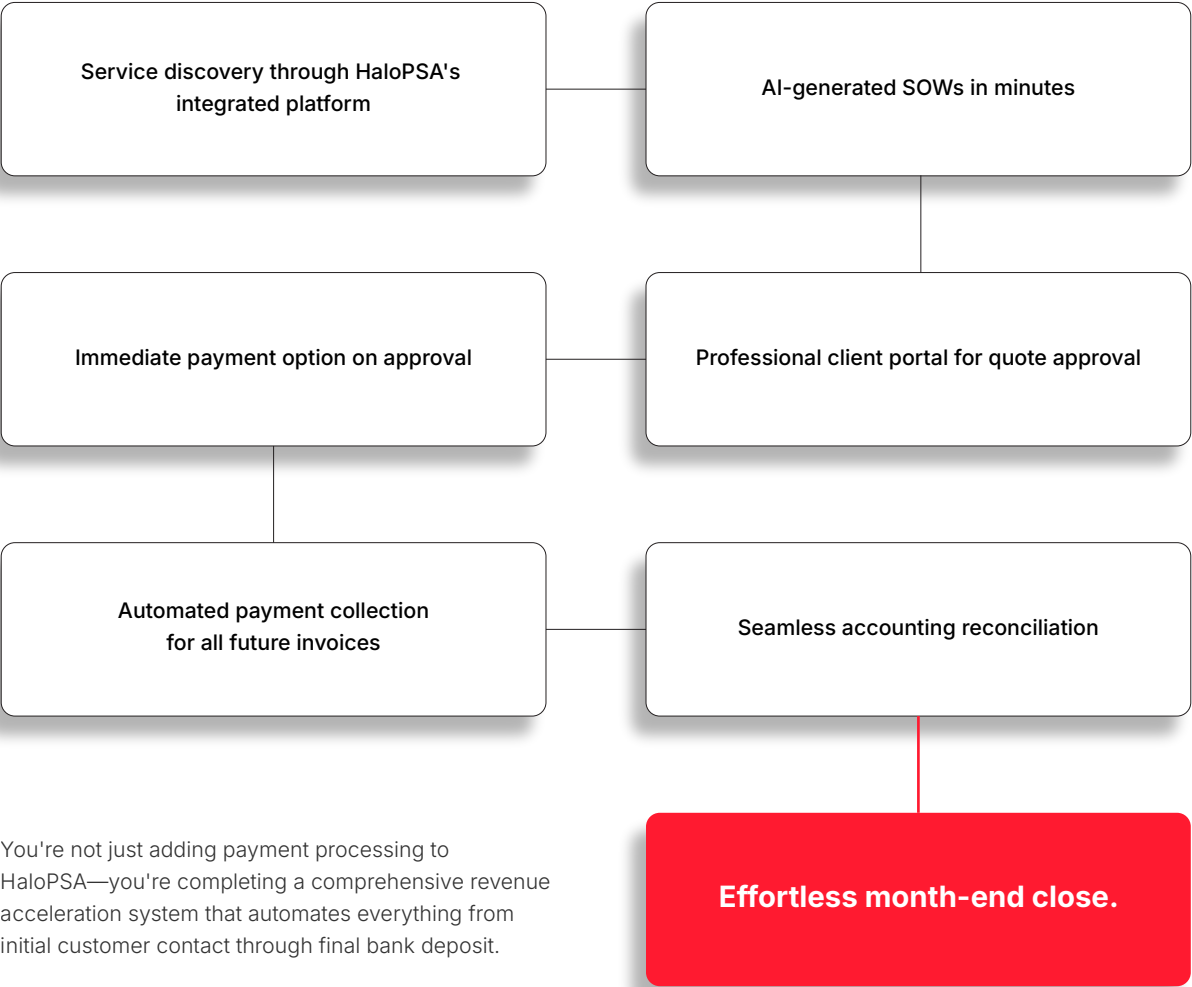 Service discovery through HaloPSA's
integrated platform
AI-generated SOWs in minutes
Immediate payment option on approval
Professional client portal for quote approval
Automated payment collection
for all future invoices
Seamless accounting reconciliation
You're not just adding payment processing to
HaloPSA—you're completing a comprehensive revenue
acceleration system that automates everything from
initial customer contact through final bank deposit.
Effortless month-end close.